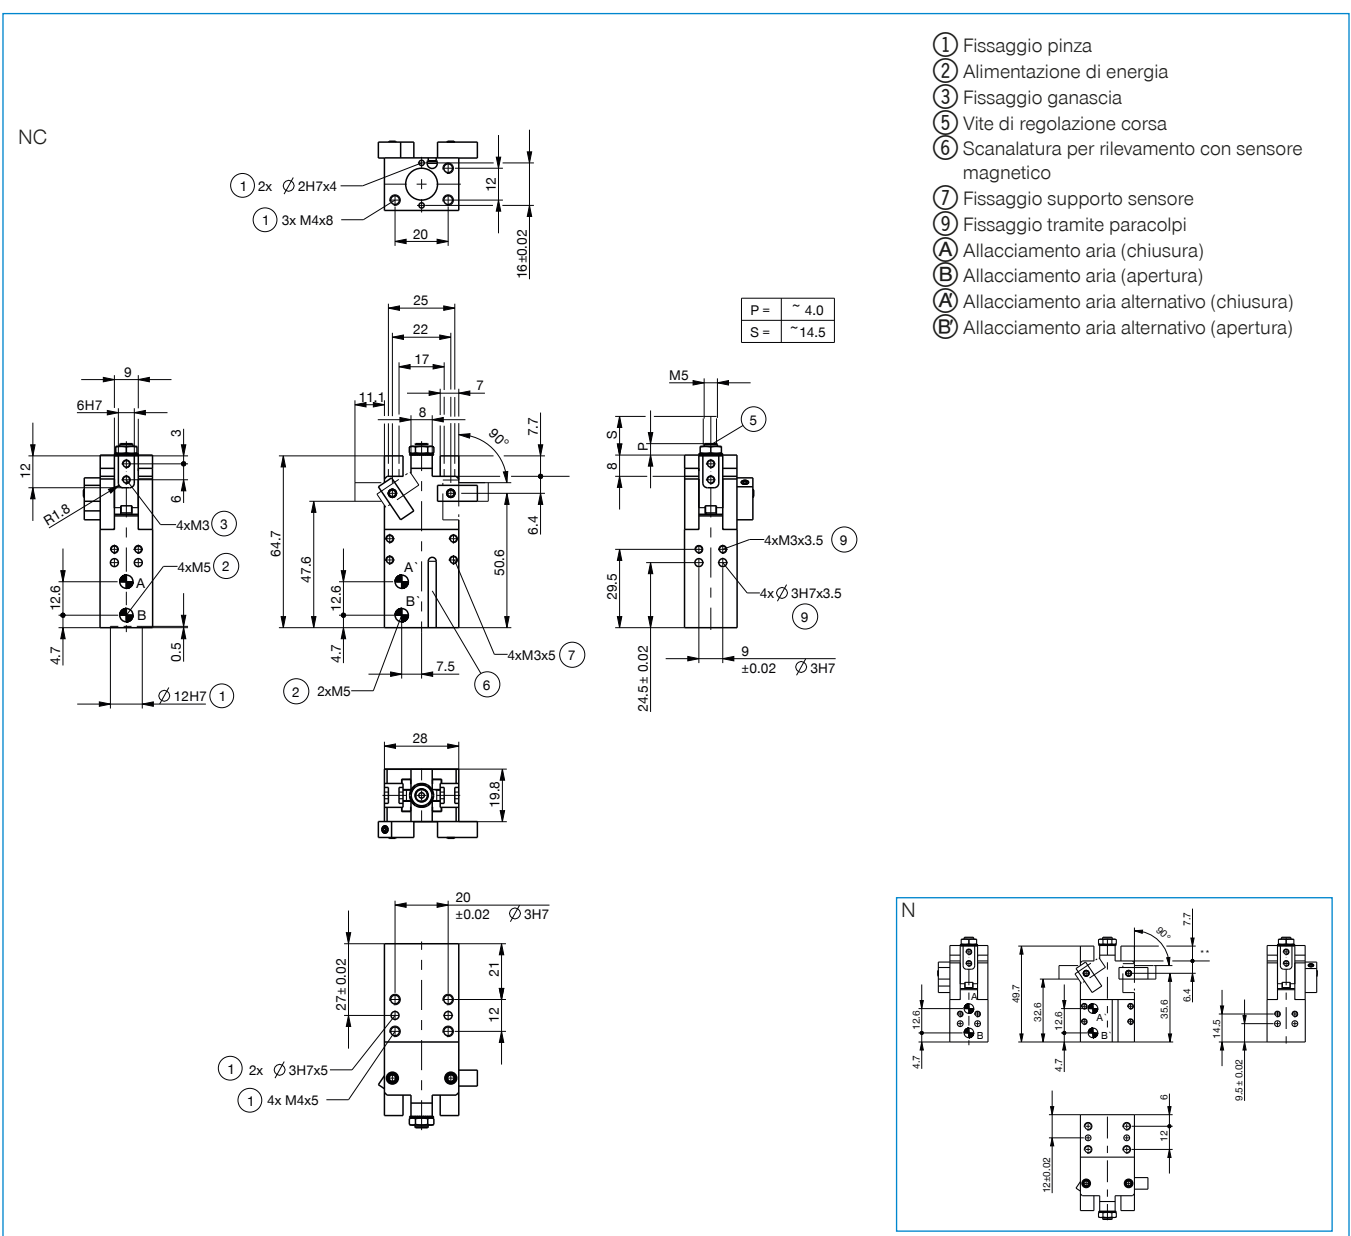 NC
① Fissaggio pinza
② Alimentazione di energia
③ Fissaggio ganascia
⑤ Vite di regolazione corsa
⑥ Scanalatura per rilevamento con sensore
magnetico
⑦ Fissaggio supporto sensore
⑨ Fissaggio tramite paracolpi
Ⓐ Allacciamento aria (chiusura)
Ⓑ Allacciamento aria (apertura)
A' Allacciamento aria alternativo (chiusura)
B' Allacciamento aria alternativo (apertura)
① 2x Ø 2H7x4
① 3x M4x8
20
12
16±0.02
P = ~ 4.0
S = ~14.5
9
6H7
3
12
6
R1.8
4xM3 ③
4xM5 ②
A
B
12.6
4.7
0.5
Ø 12H7 ①
25
22
17
7
11.1
8
90°
7.7
6.4
64.7
47.6
50.6
12.6
4.7
A`
B`
7.5
② 2xM5
4xM3x5 ⑦
⑥
M5
⑤
S
P
8
4xM3x3.5 ⑨
4xØ 3H7x3.5
⑨
29.5
24.5± 0.02
9
±0.02 Ø 3H7
28
19.8
20
±0.02 Ø 3H7
27±0.02
21
12
① 2x Ø 3H7x5
① 4x M4x5
N
A
B
12.6
4.7
49.7
32.6
12.6
4.7
A`
B
90°
7.7
6.4
35.6
14.5
9.5±0.02
12±0.02
6
12